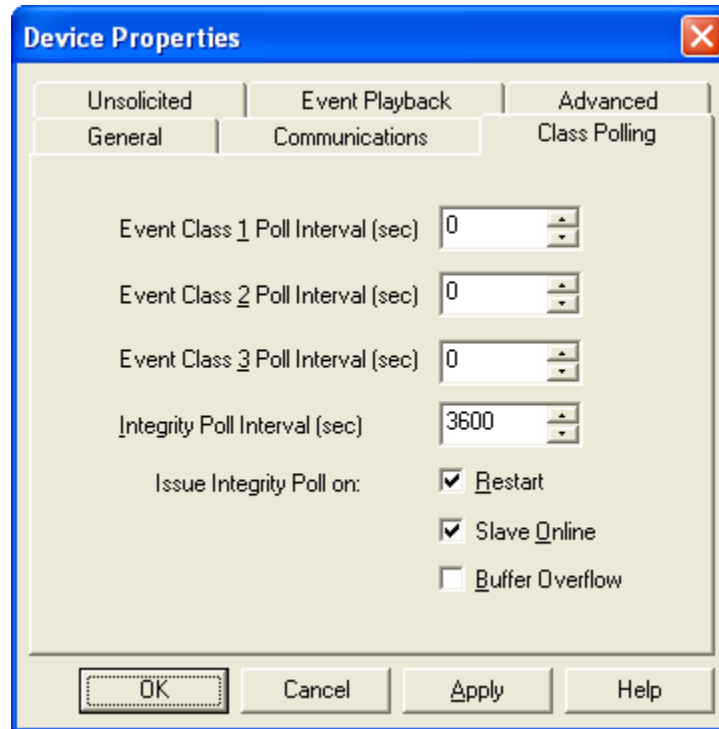 Device Properties
Unsolicited Event Playback Advanced
General Communications Class Polling
Event Class 1 Poll Interval (sec) 0
Event Class 2 Poll Interval (sec) 0
Event Class 3 Poll Interval (sec) 0
Integrity Poll Interval (sec) 3600
Issue Integrity Poll on: Restart
Slave Online
Buffer Overflow
OK Cancel Apply Help